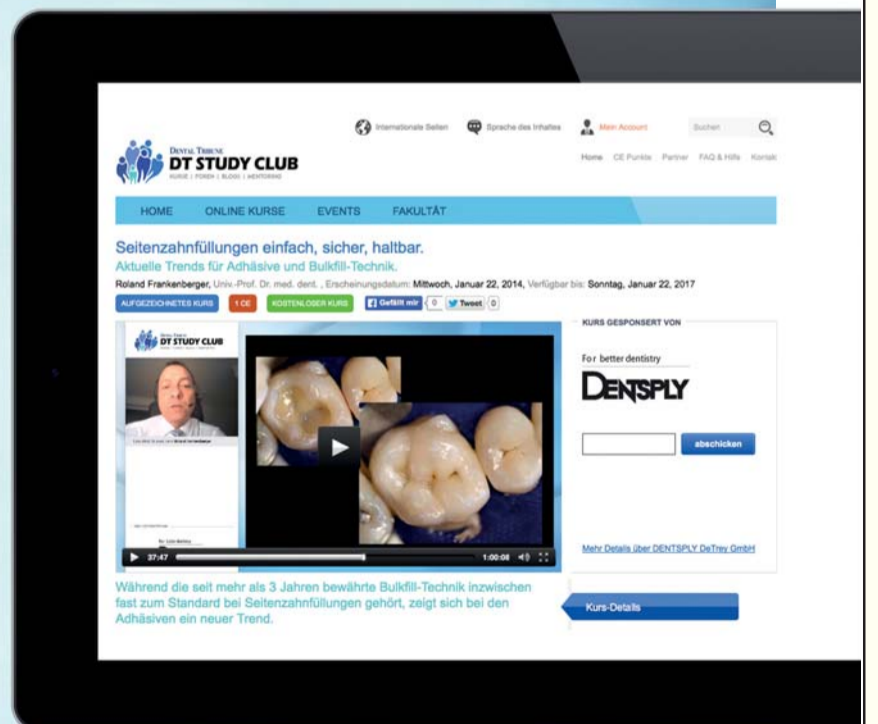 Internationale Seiten
Sprache des Inhaltes
Mein Account
Suchen
DENTAL TRIBUNE
DT STUDY CLUB
KURSE | FOREN | BLOGS | MENTORING
Home CE Punkte Partner FAQ & Hilfe Kontakt
HOME ONLINE KURSE EVENTS FAKULTÄT
Seitenzahnfüllungen einfach, sicher, haltbar.
Aktuelle Trends für Adhäsive und Bulkfill-Technik.
Roland Frankenberger, Univ.-Prof. Dr. med. dent. , Erscheinungsdatum: Mittwoch, Januar 22, 2014, Verfügbar bis: Sonntag, Januar 22, 2017
AUFGEZEICHNETES KURS 1 CE KOSTENLOSER KURS Gefällt mir 0 Tweet 0
DENTAL TRIBUNE
DT STUDY CLUB
KURS GESPONSERT VON
For better dentistry
DENTSPLY
abschicken
For better dentistry
37:47 1:00:08
Mehr Details über DENTSPLY DeTrey GmbH
Während die seit mehr als 3 Jahren bewährte Bulkfill-Technik inzwischen
fast zum Standard bei Seitenzahnfüllungen gehört, zeigt sich bei den
Adhäsiven ein neuer Trend.
Kurs-Details